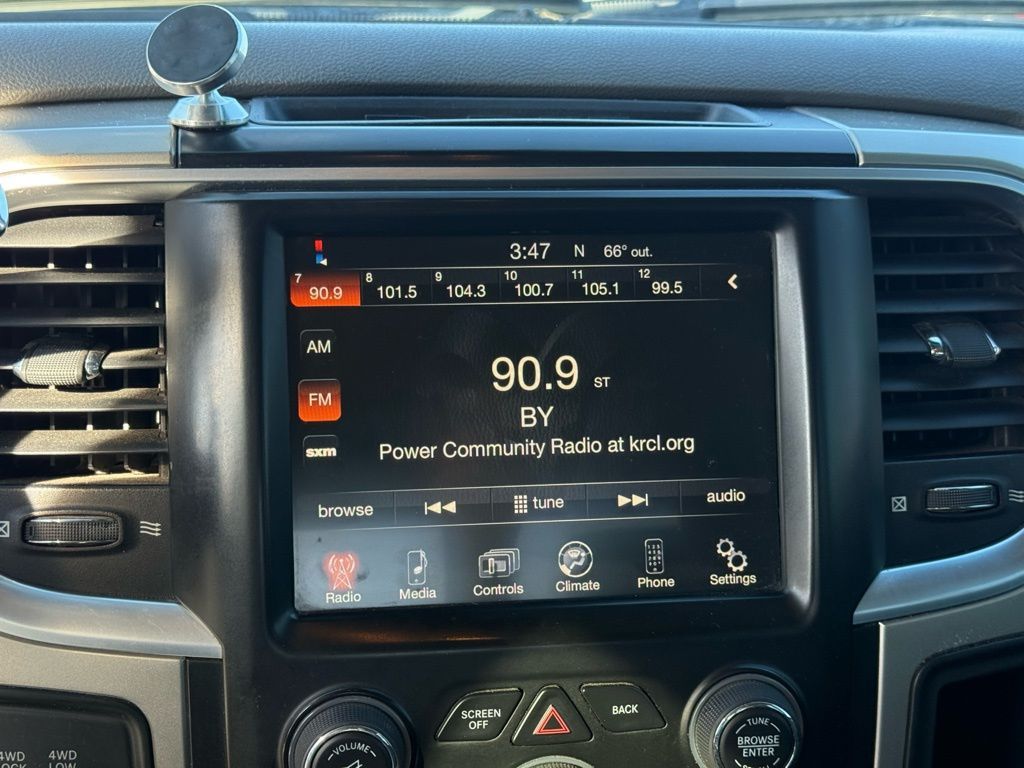 3:47 N 66° out.
7 90.9 8 101.5 9 104.3 10 100.7 11 105.1 12 99.5
AM
90.9 ST
FM
BY
sxm
Power Community Radio at krcl.org
browse tune audio
Radio Media Controls Climate Phone Settings
SCREEN OFF
BACK
VOLUME
TUNE
BROWSE
ENTER
4WD
4WD
LOW